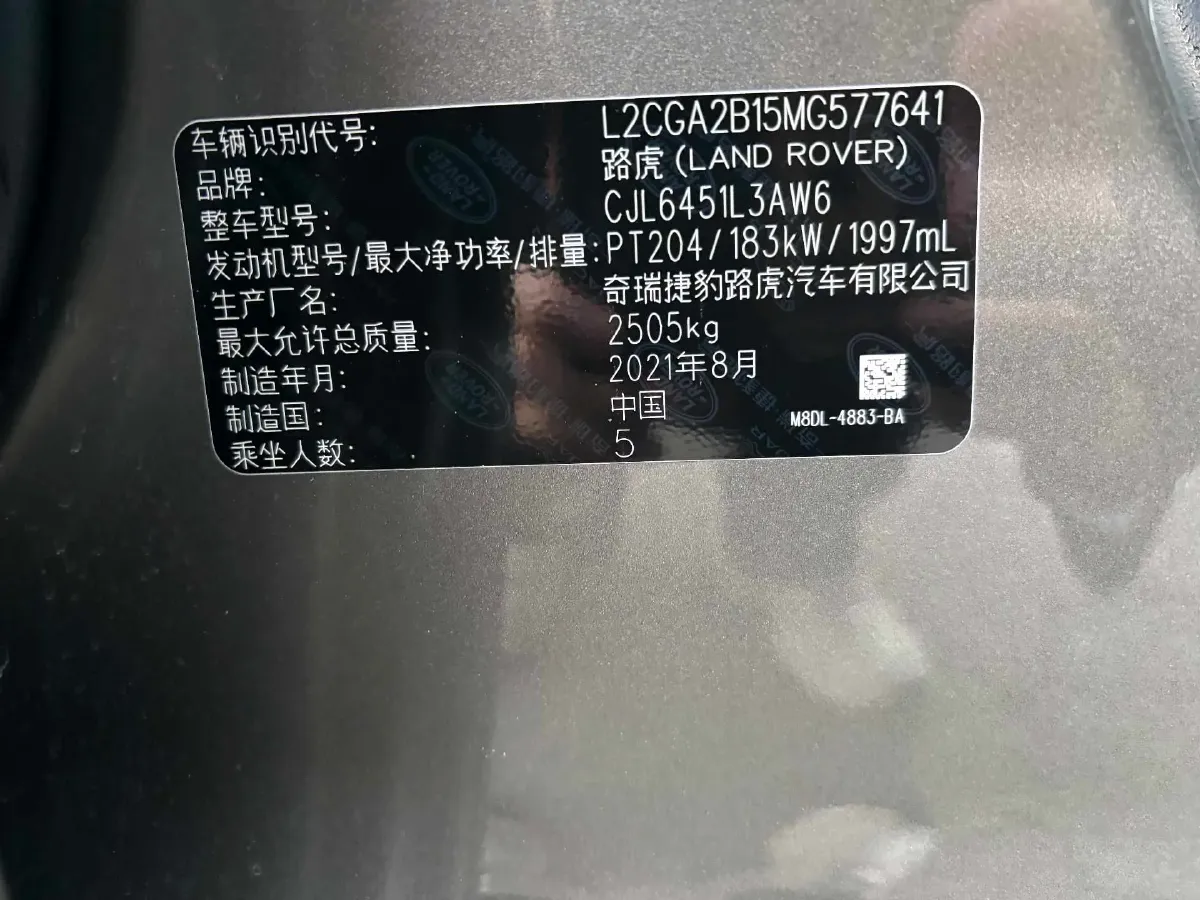 车辆识别代号: L2CGA2B15MG577641
品牌: 路虎 (LAND ROVER)
整车型号: CJL6451L3AW6
发动机型号/最大净功率/排量: PT204/183kW/1997mL
生产厂名: 奇瑞捷豹路虎汽车有限公司
最大允许总质量: 2505kg
制造年月: 2021年8月
制造国: 中国
乘坐人数: 5
M8DL-4883-BA